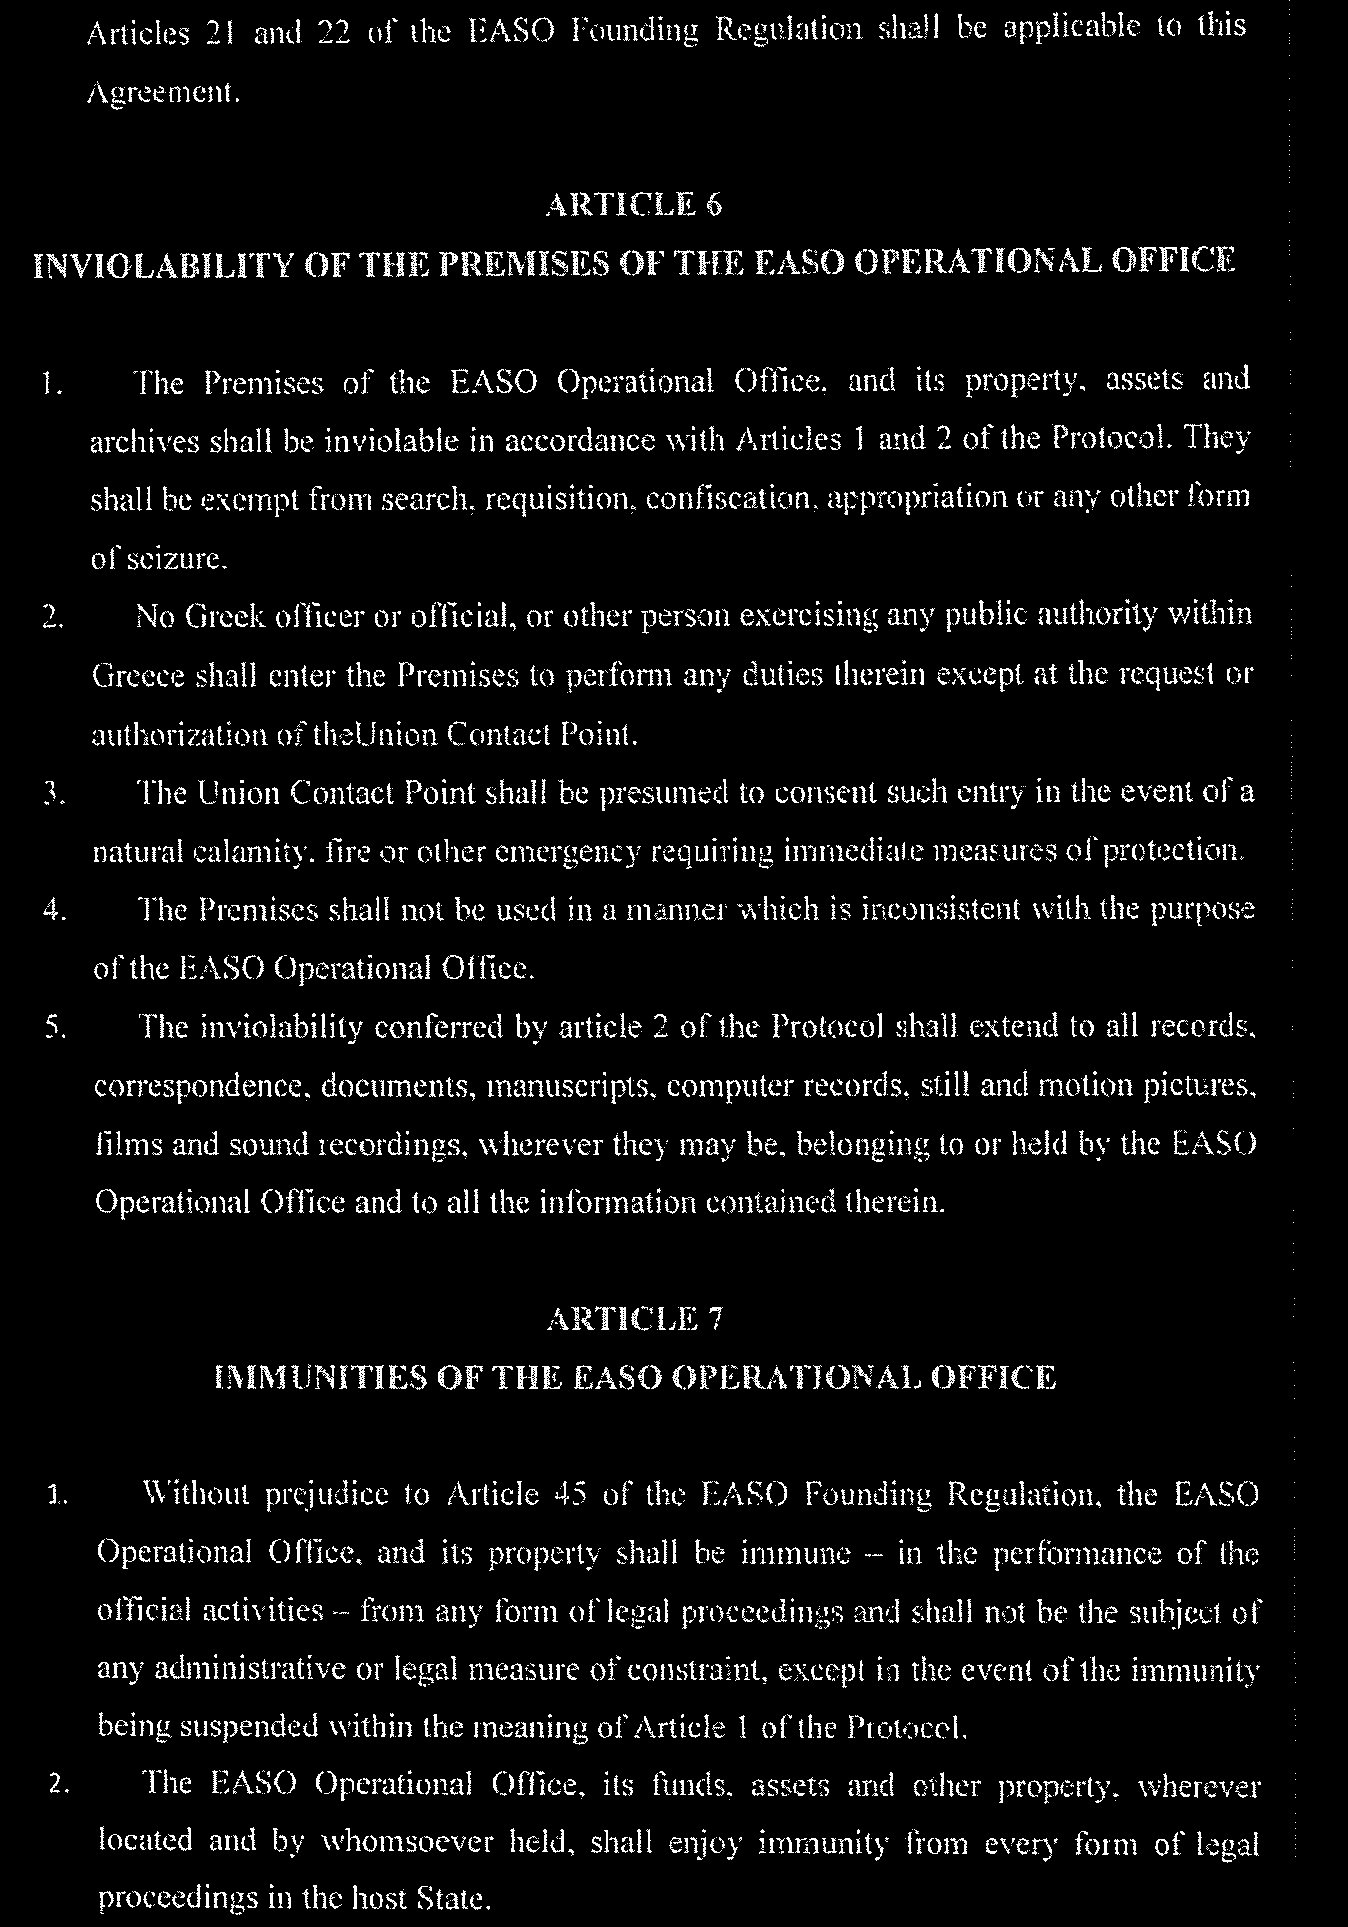 Articles 21 and 22 of the EASO Founding Regulation shall be applicable to this
Agreement.
ARTICLE 6
INVIOLABILITY OF THE PREMISES OF THE EASO OPERATIONAL OFFICE
1. The Premises of the EASO Operational Office, and its property, assets and
archives shall be inviolable in accordance with Articles 1 and 2 of the Protocol. They
shall be exempt from search, requisition, confiscation, appropriation or any other form
of seizure.
2. No Greek officer or official, or other person exercising any public authority within
Greece shall enter the Premises to perform any duties therein except at the request or
authorization of theUnion Contact Point.
3. The Union Contact Point shall be presumed to consent such entry in the event of a
natural calamity, fire or other emergency requiring immediate measures of protection.
4. The Premises shall not be used in a manner which is inconsistent with the purpose
of the EASO Operational Office.
5. The inviolability conferred by article 2 of the Protocol shall extend to all records,
correspondence, documents, manuscripts, computer records, still and motion pictures,
films and sound recordings, wherever they may be, belonging to or held by the EASO
Operational Office and to all the information contained therein.
ARTICLE 7
IMMUNITIES OF THE EASO OPERATIONAL OFFICE
1. Without prejudice to Article 45 of the EASO Founding Regulation, the EASO
Operational Office, and its property shall be immune – in the performance of the
official activities – from any form of legal proceedings and shall not be the subject of
any administrative or legal measure of constraint, except in the event of the immunity
being suspended within the meaning of Article 1 of the Protocol.
2. The EASO Operational Office, its funds, assets and other property, wherever
located and by whomsoever held, shall enjoy immunity from every form of legal
proceedings in the host State.